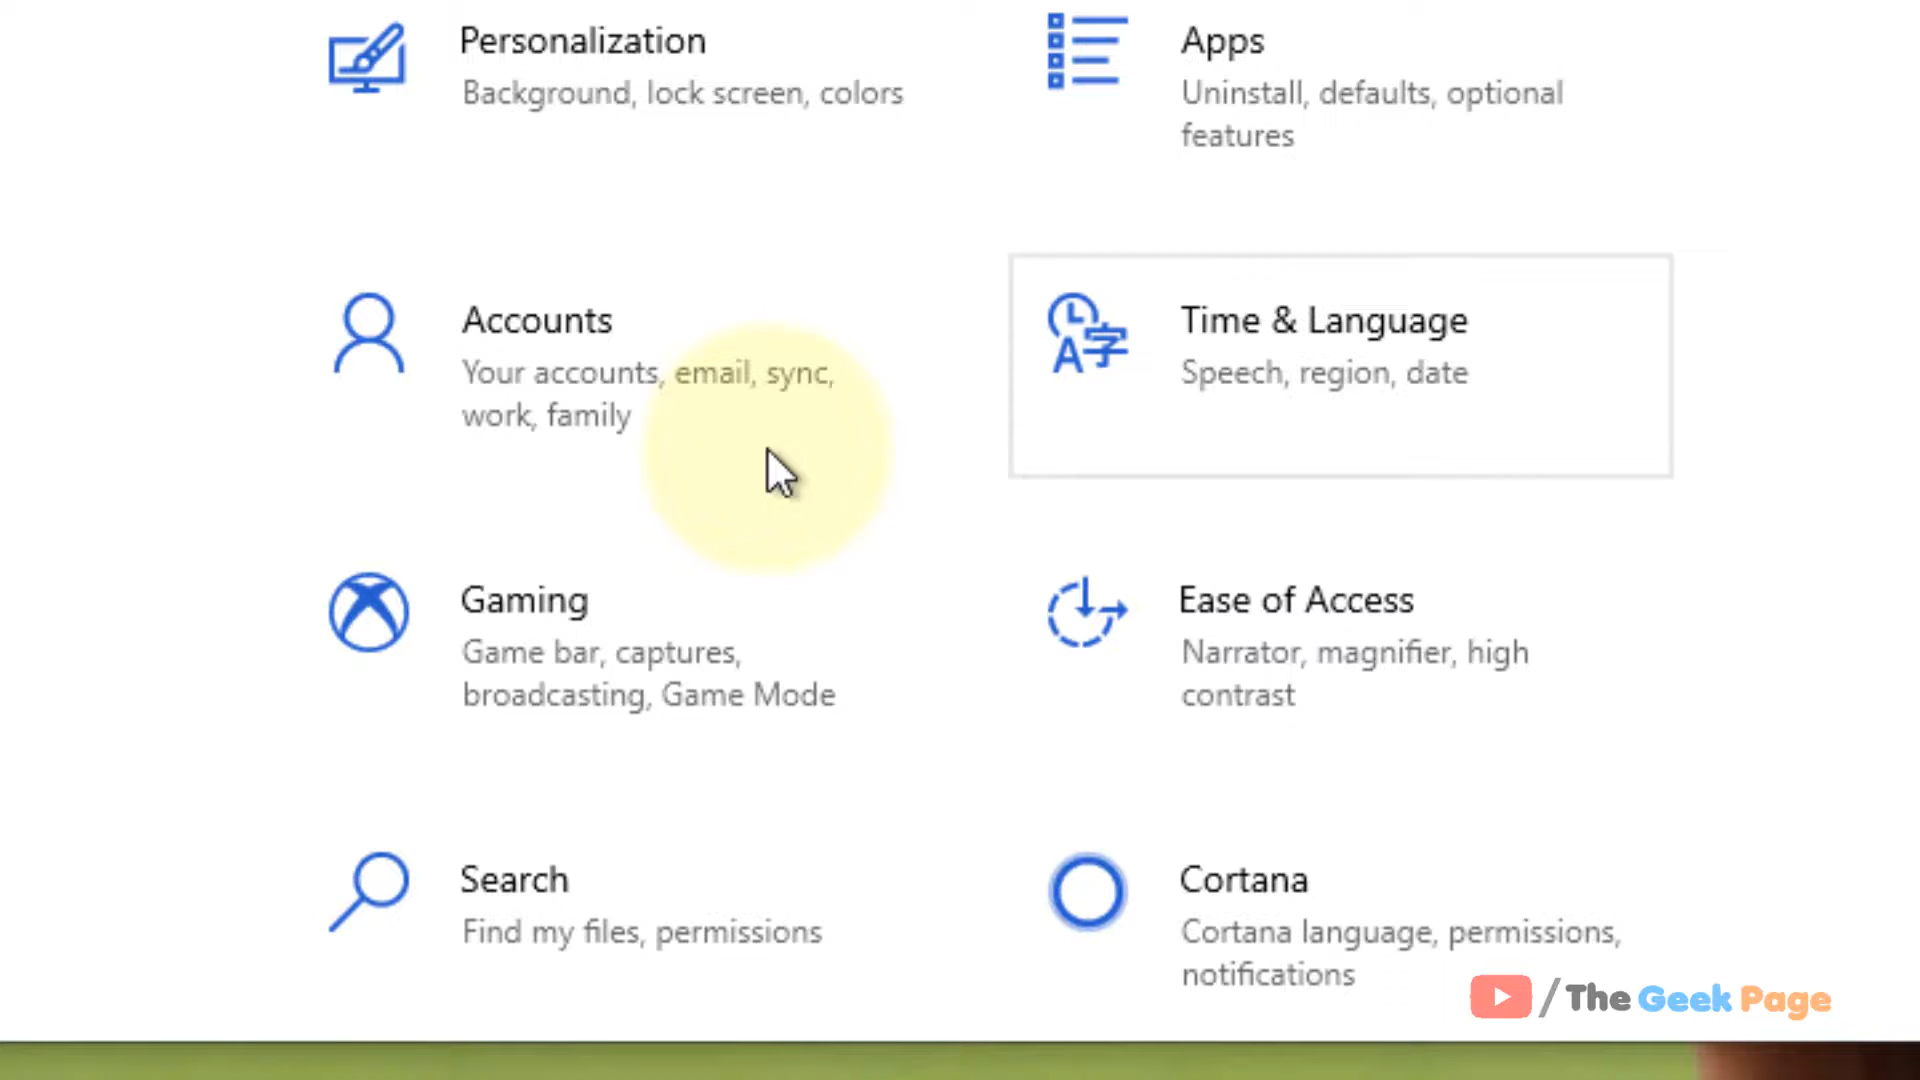 Personalization
Background, lock screen, colors
Apps
Uninstall, defaults, optional
features
Accounts
Your accounts, email, sync,
work, family
Time & Language
Speech, region, date
Gaming
Game bar, captures,
broadcasting, Game Mode
Ease of Access
Narrator, magnifier, high
contrast
Search
Find my files, permissions
Cortana
Cortana language, permissions,
notifications
/The Geek Page